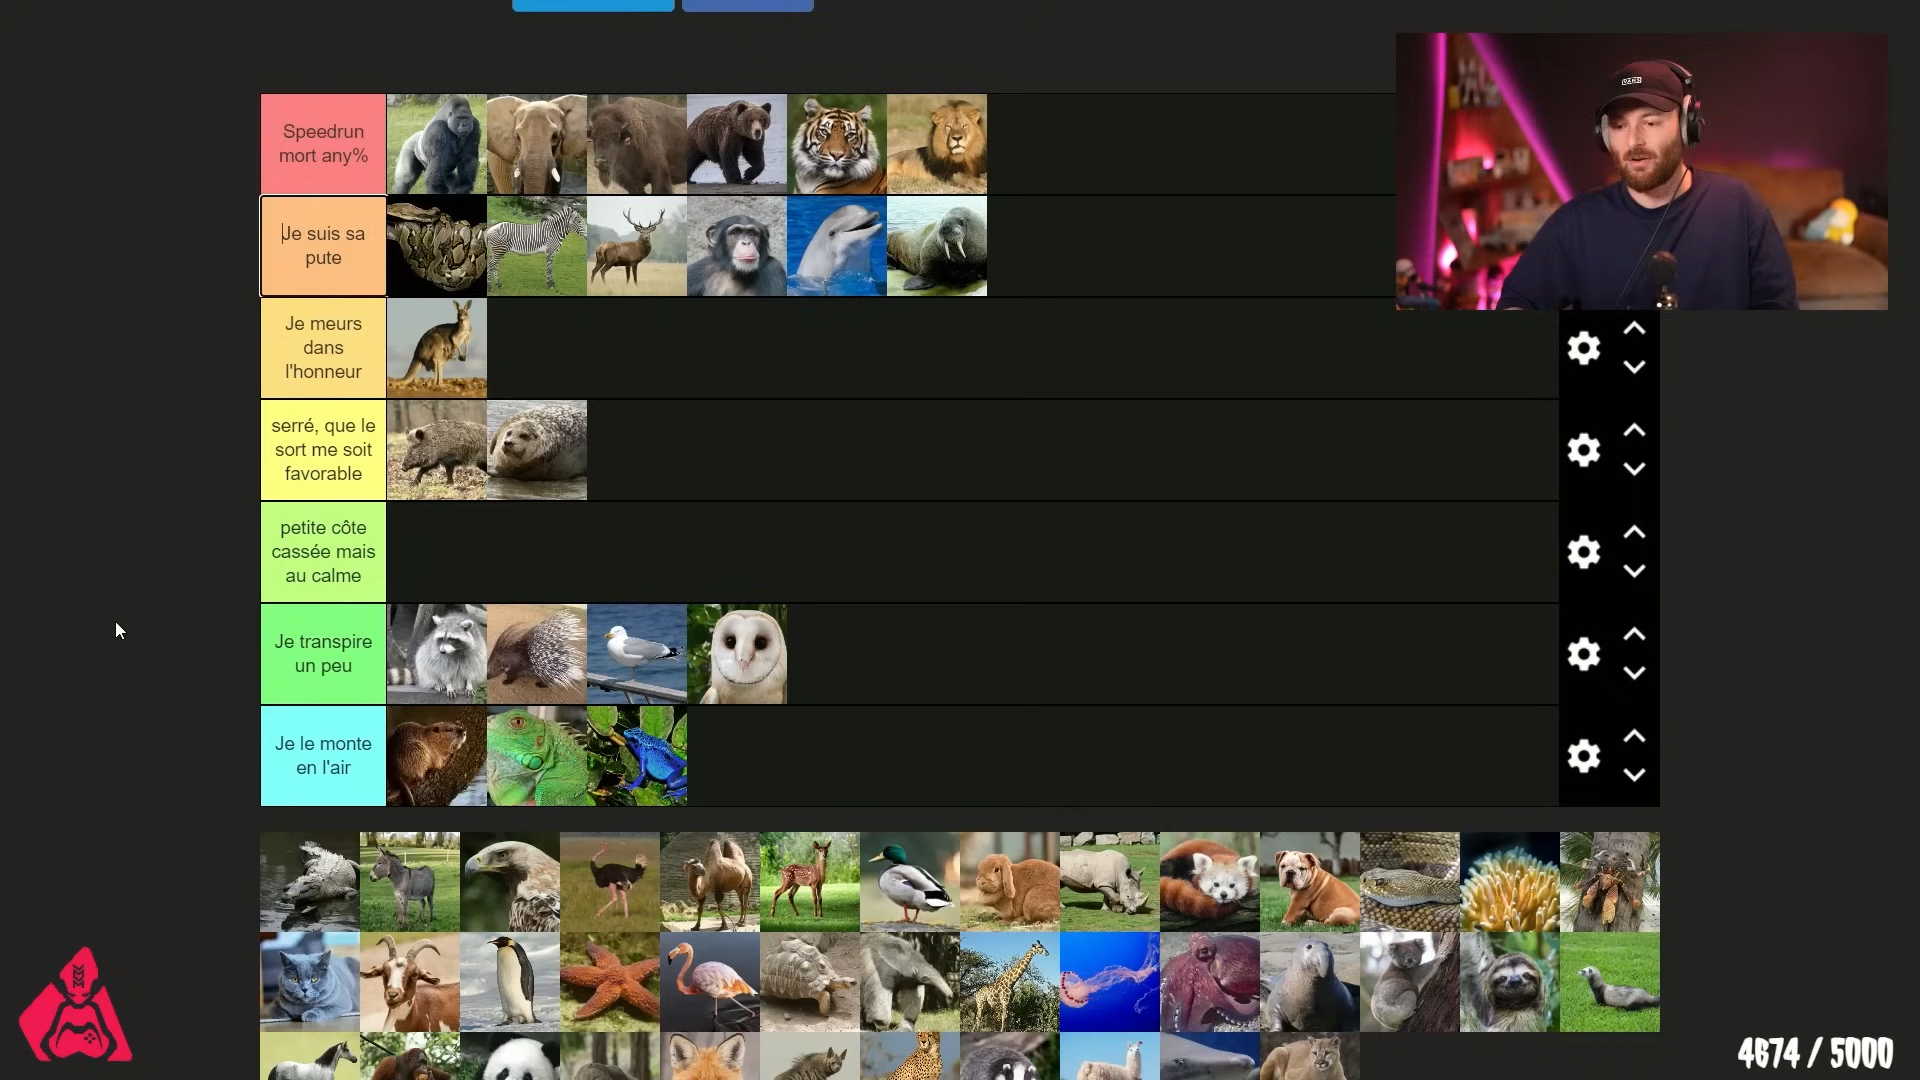 Speedrun
mort any%
Je suis sa
pute
Je meurs
dans
l'honneur
serré, que le
sort me soit
favorable
petite côte
cassée mais
au calme
Je transpire
un peu
Je le monte
en l'air
4674 / 5000